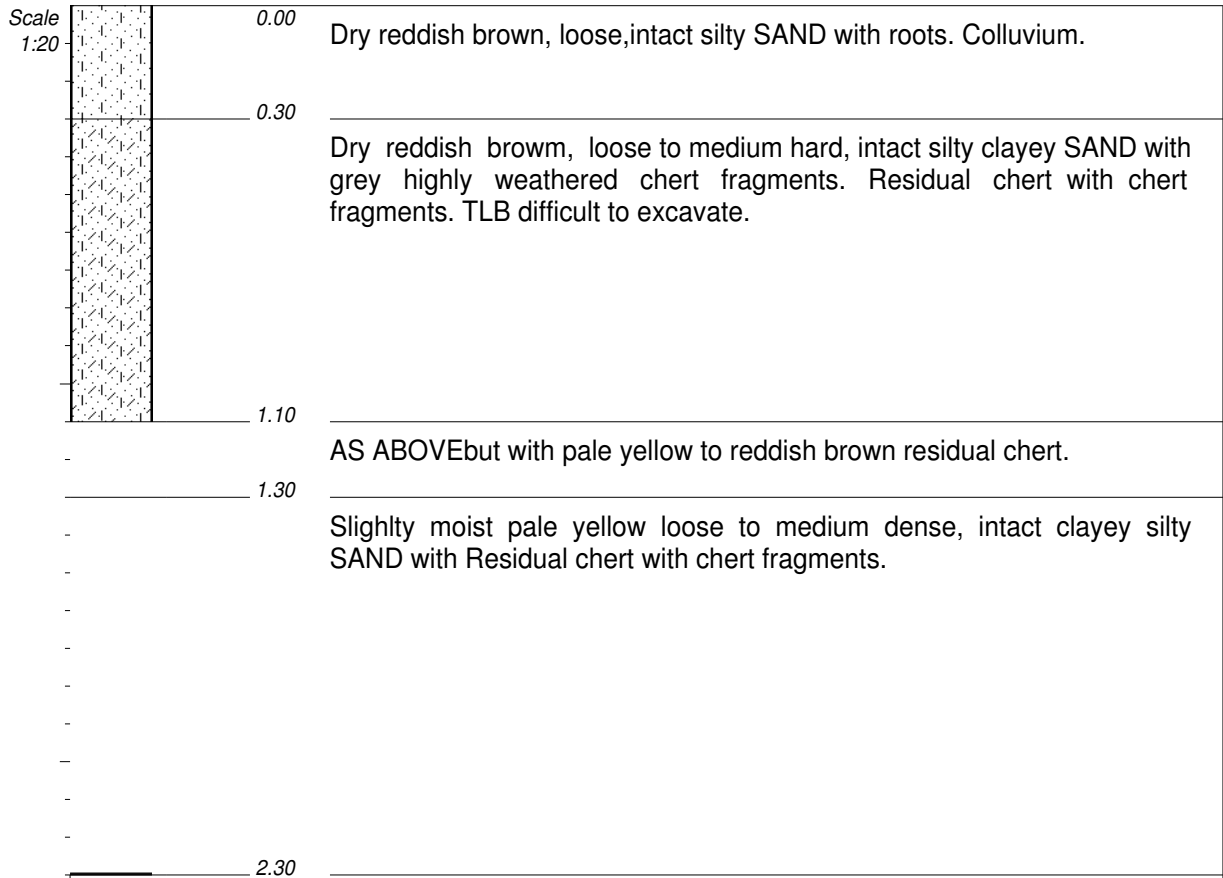 Scale
1:20
0.00
Dry reddish brown, loose,intact silty SAND with roots. Colluvium.
0.30
Dry reddish browm, loose to medium hard, intact silty clayey SAND with
grey highly weathered chert fragments. Residual chert with chert
fragments. TLB difficult to excavate.
1.10
AS ABOVEbut with pale yellow to reddish brown residual chert.
1.30
Slighlty moist pale yellow loose to medium dense, intact clayey silty
SAND with Residual chert with chert fragments.
2.30